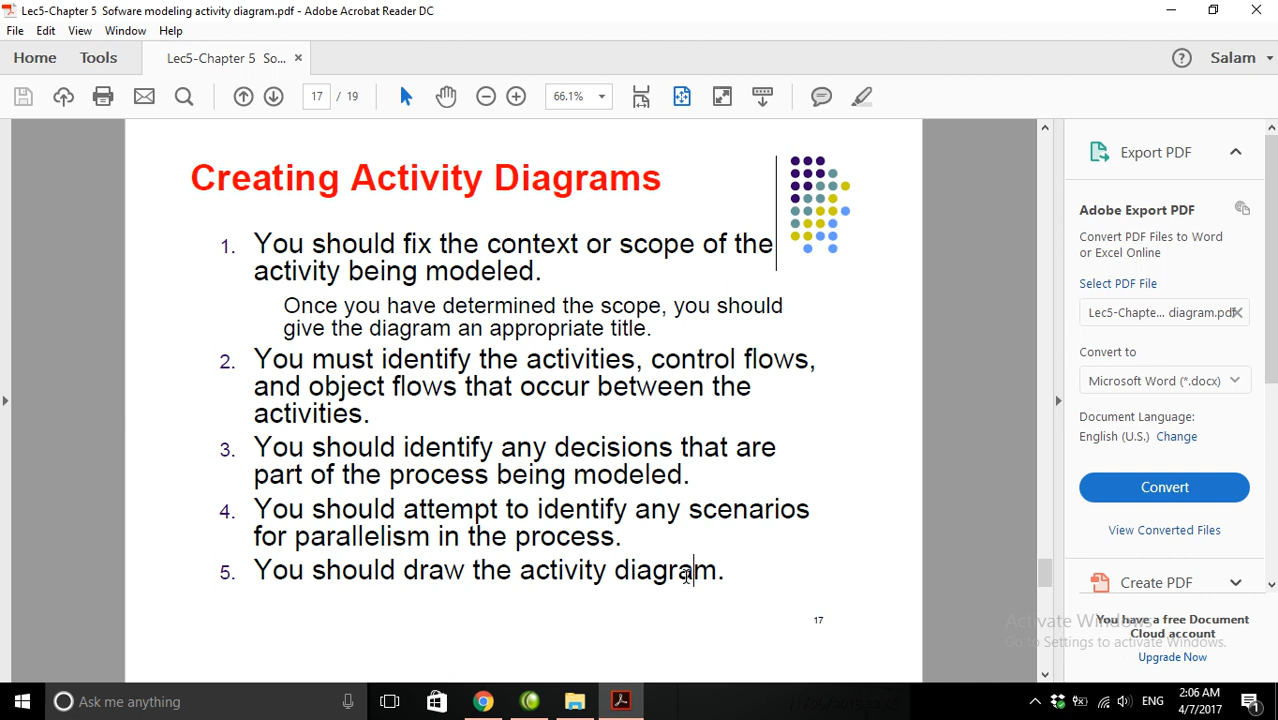 Lec5-Chapter 5 Sofware modeling activity diagram.pdf - Adobe Acrobat Reader DC
File Edit View Window Help
Home Tools Lec5-Chapter 5 So... × Salam
17 / 19 66.1%
Creating Activity Diagrams
1. You should fix the context or scope of the
activity being modeled.
Once you have determined the scope, you should
give the diagram an appropriate title.
2. You must identify the activities, control flows,
and object flows that occur between the
activities.
3. You should identify any decisions that are
part of the process being modeled.
4. You should attempt to identify any scenarios
for parallelism in the process.
5. You should draw the activity diagram.
17
Export PDF
Adobe Export PDF
Convert PDF Files to Word
or Excel Online
Select PDF File
Lec5-Chapte... diagram.pdf
Convert to
Microsoft Word (*.docx)
Document Language:
English (U.S.) Change
Convert
View Converted Files
Create PDF
Activate Windows
Go to Settings to activate Windows.
You have a free Document
Cloud account
Upgrade Now
Ask me anything
ENG
2:06 AM
4/7/2017
1